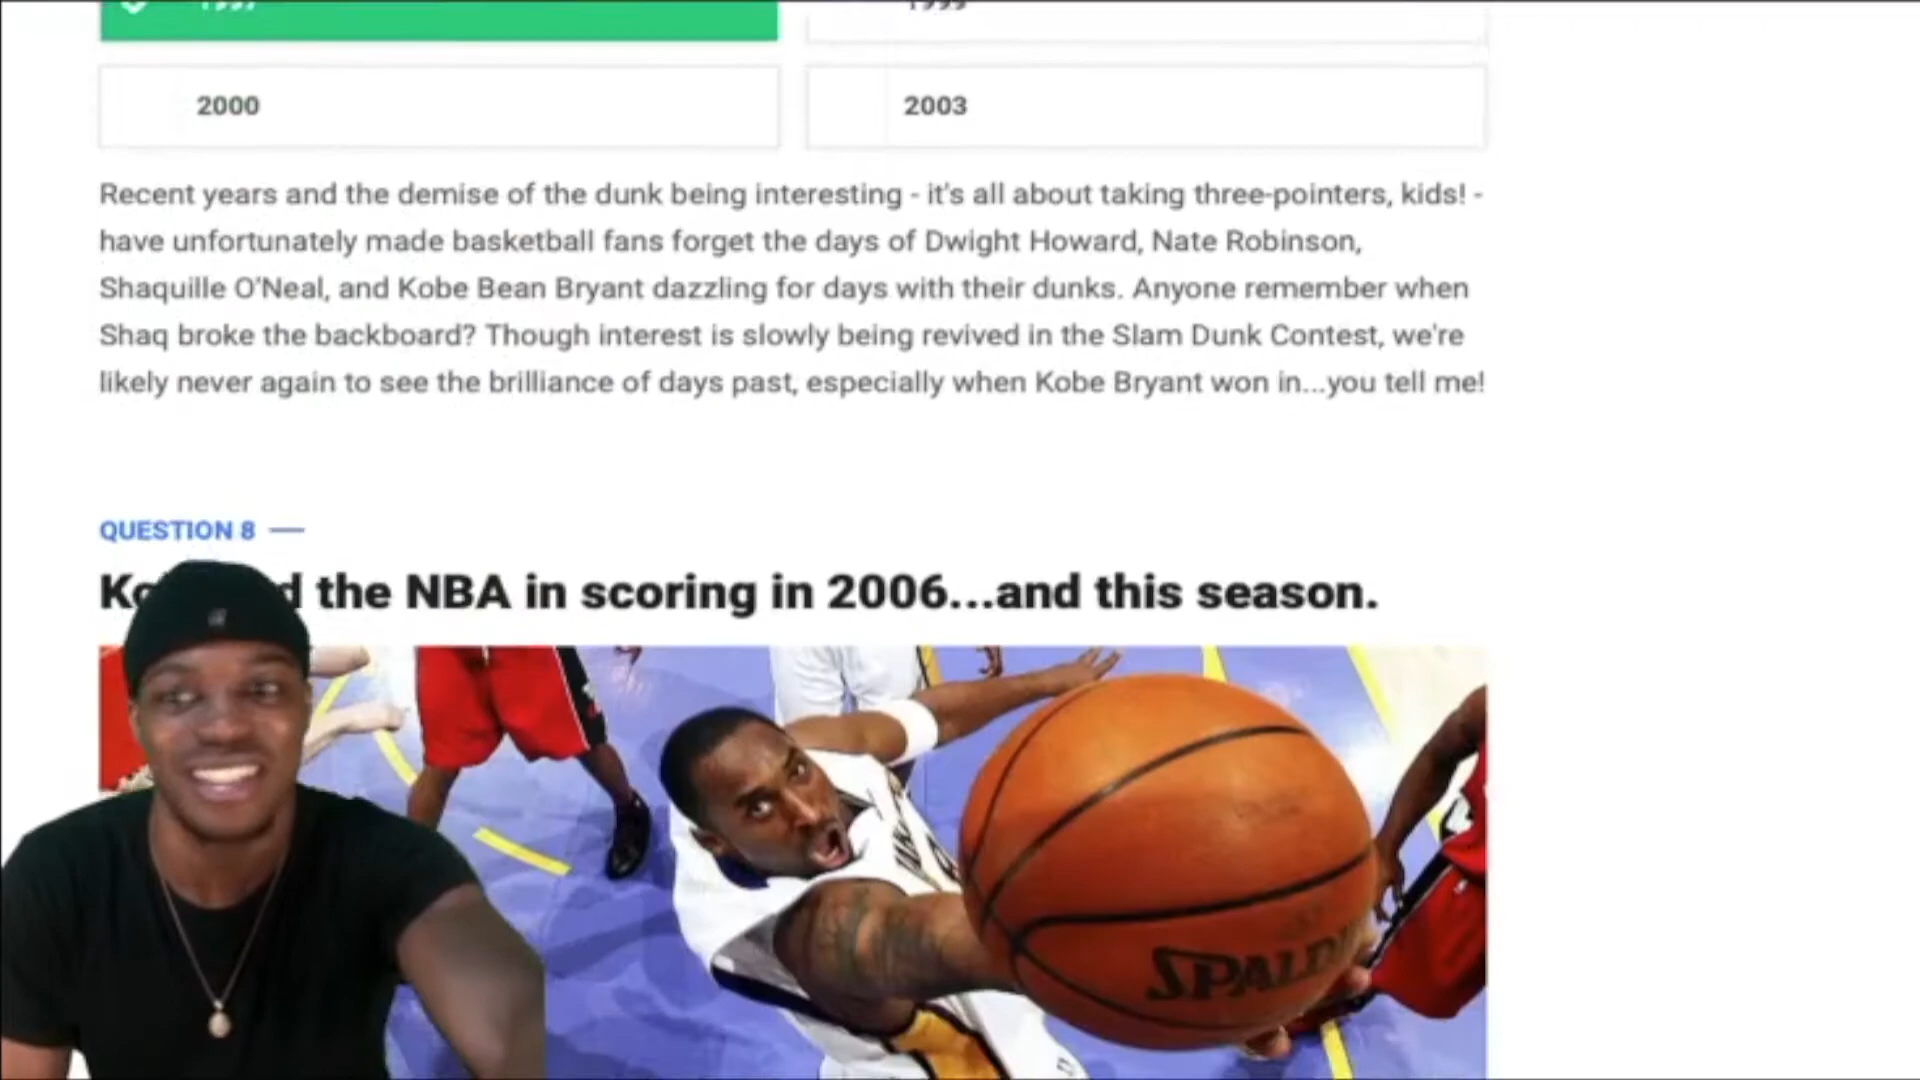 2000
2003
Recent years and the demise of the dunk being interesting - it's all about taking three-pointers, kids! -
have unfortunately made basketball fans forget the days of Dwight Howard, Nate Robinson,
Shaquille O'Neal, and Kobe Bean Bryant dazzling for days with their dunks. Anyone remember when
Shaq broke the backboard? Though interest is slowly being revived in the Slam Dunk Contest, we're
likely never again to see the brilliance of days past, especially when Kobe Bryant won in...you tell me!
QUESTION 8 —
the NBA in scoring in 2006...and this season.